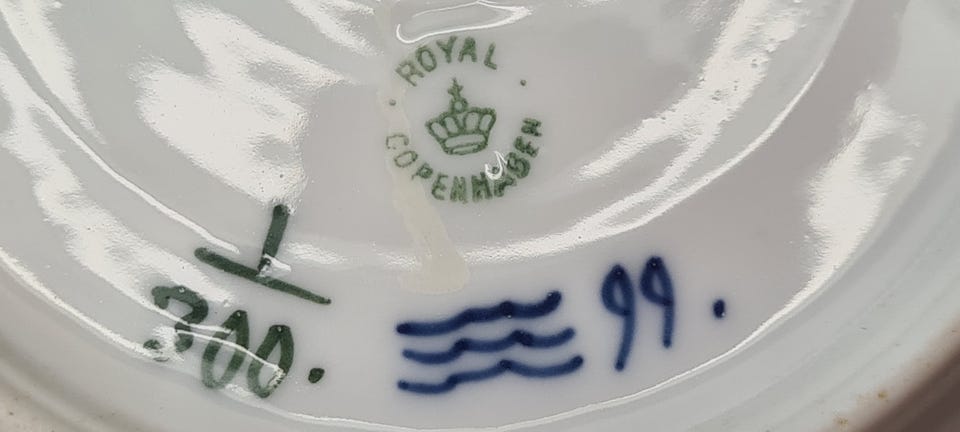 ROYAL
COPENHAGEN
1
300.
99.